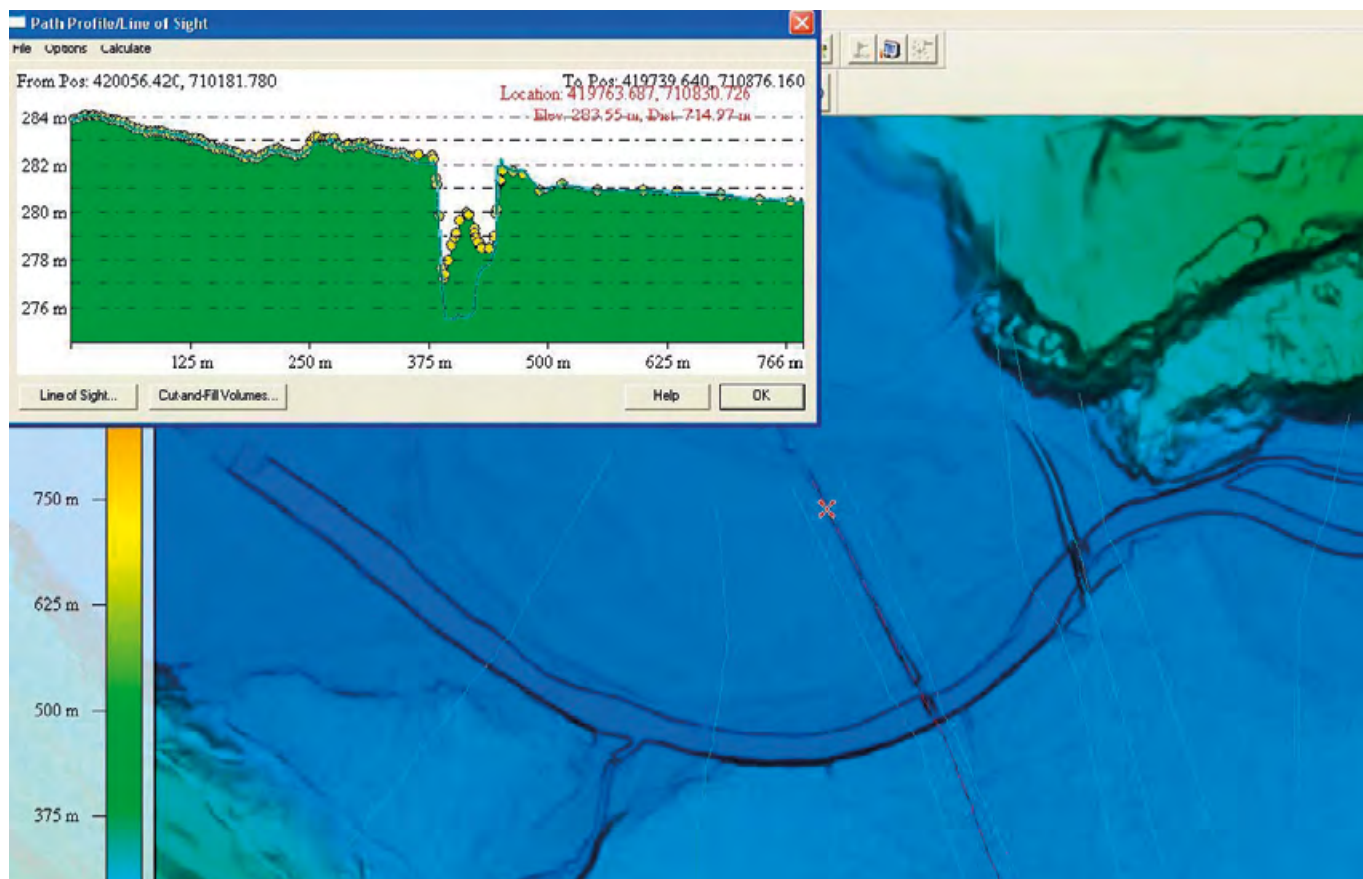 Path Profile/Line of Sight
File Options Calculate
From Pos: 420056.420, 710181.780
To Pos: 419739.640, 710876.160
Location: 419763.687, 710830.726
Elev: 283.55 m, Dist: 714.97 m
284 m
282 m
280 m
278 m
276 m
125 m 250 m 375 m 500 m 625 m 766 m
Line of Sight... Cut-and-Fill Volumes... Help OK
750 m
625 m
500 m
375 m